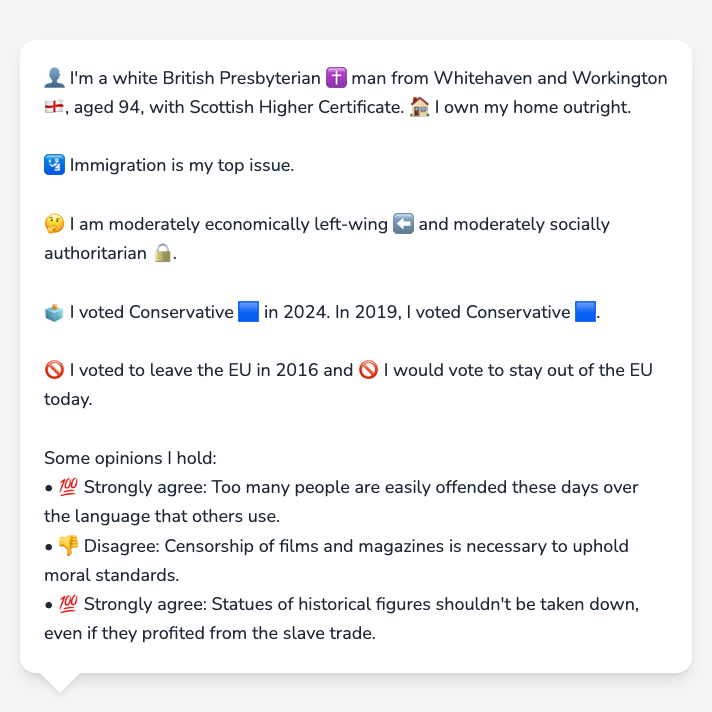 👤 I'm a white British Presbyterian ✝️ man from Whitehaven and Workington
🏴󠁧󠁢󠁥󠁮󠁧󠁿, aged 94, with Scottish Higher Certificate. 🏠 I own my home outright.
🛂 Immigration is my top issue.
🤔 I am moderately economically left-wing ⬅️ and moderately socially
authoritarian 🔒.
🗳️ I voted Conservative 🟦 in 2024. In 2019, I voted Conservative 🟦.
🚫 I voted to leave the EU in 2016 and 🚫 I would vote to stay out of the EU
today.
Some opinions I hold:
• 💯 Strongly agree: Too many people are easily offended these days over
the language that others use.
• 👎 Disagree: Censorship of films and magazines is necessary to uphold
moral standards.
• 💯 Strongly agree: Statues of historical figures shouldn't be taken down,
even if they profited from the slave trade.